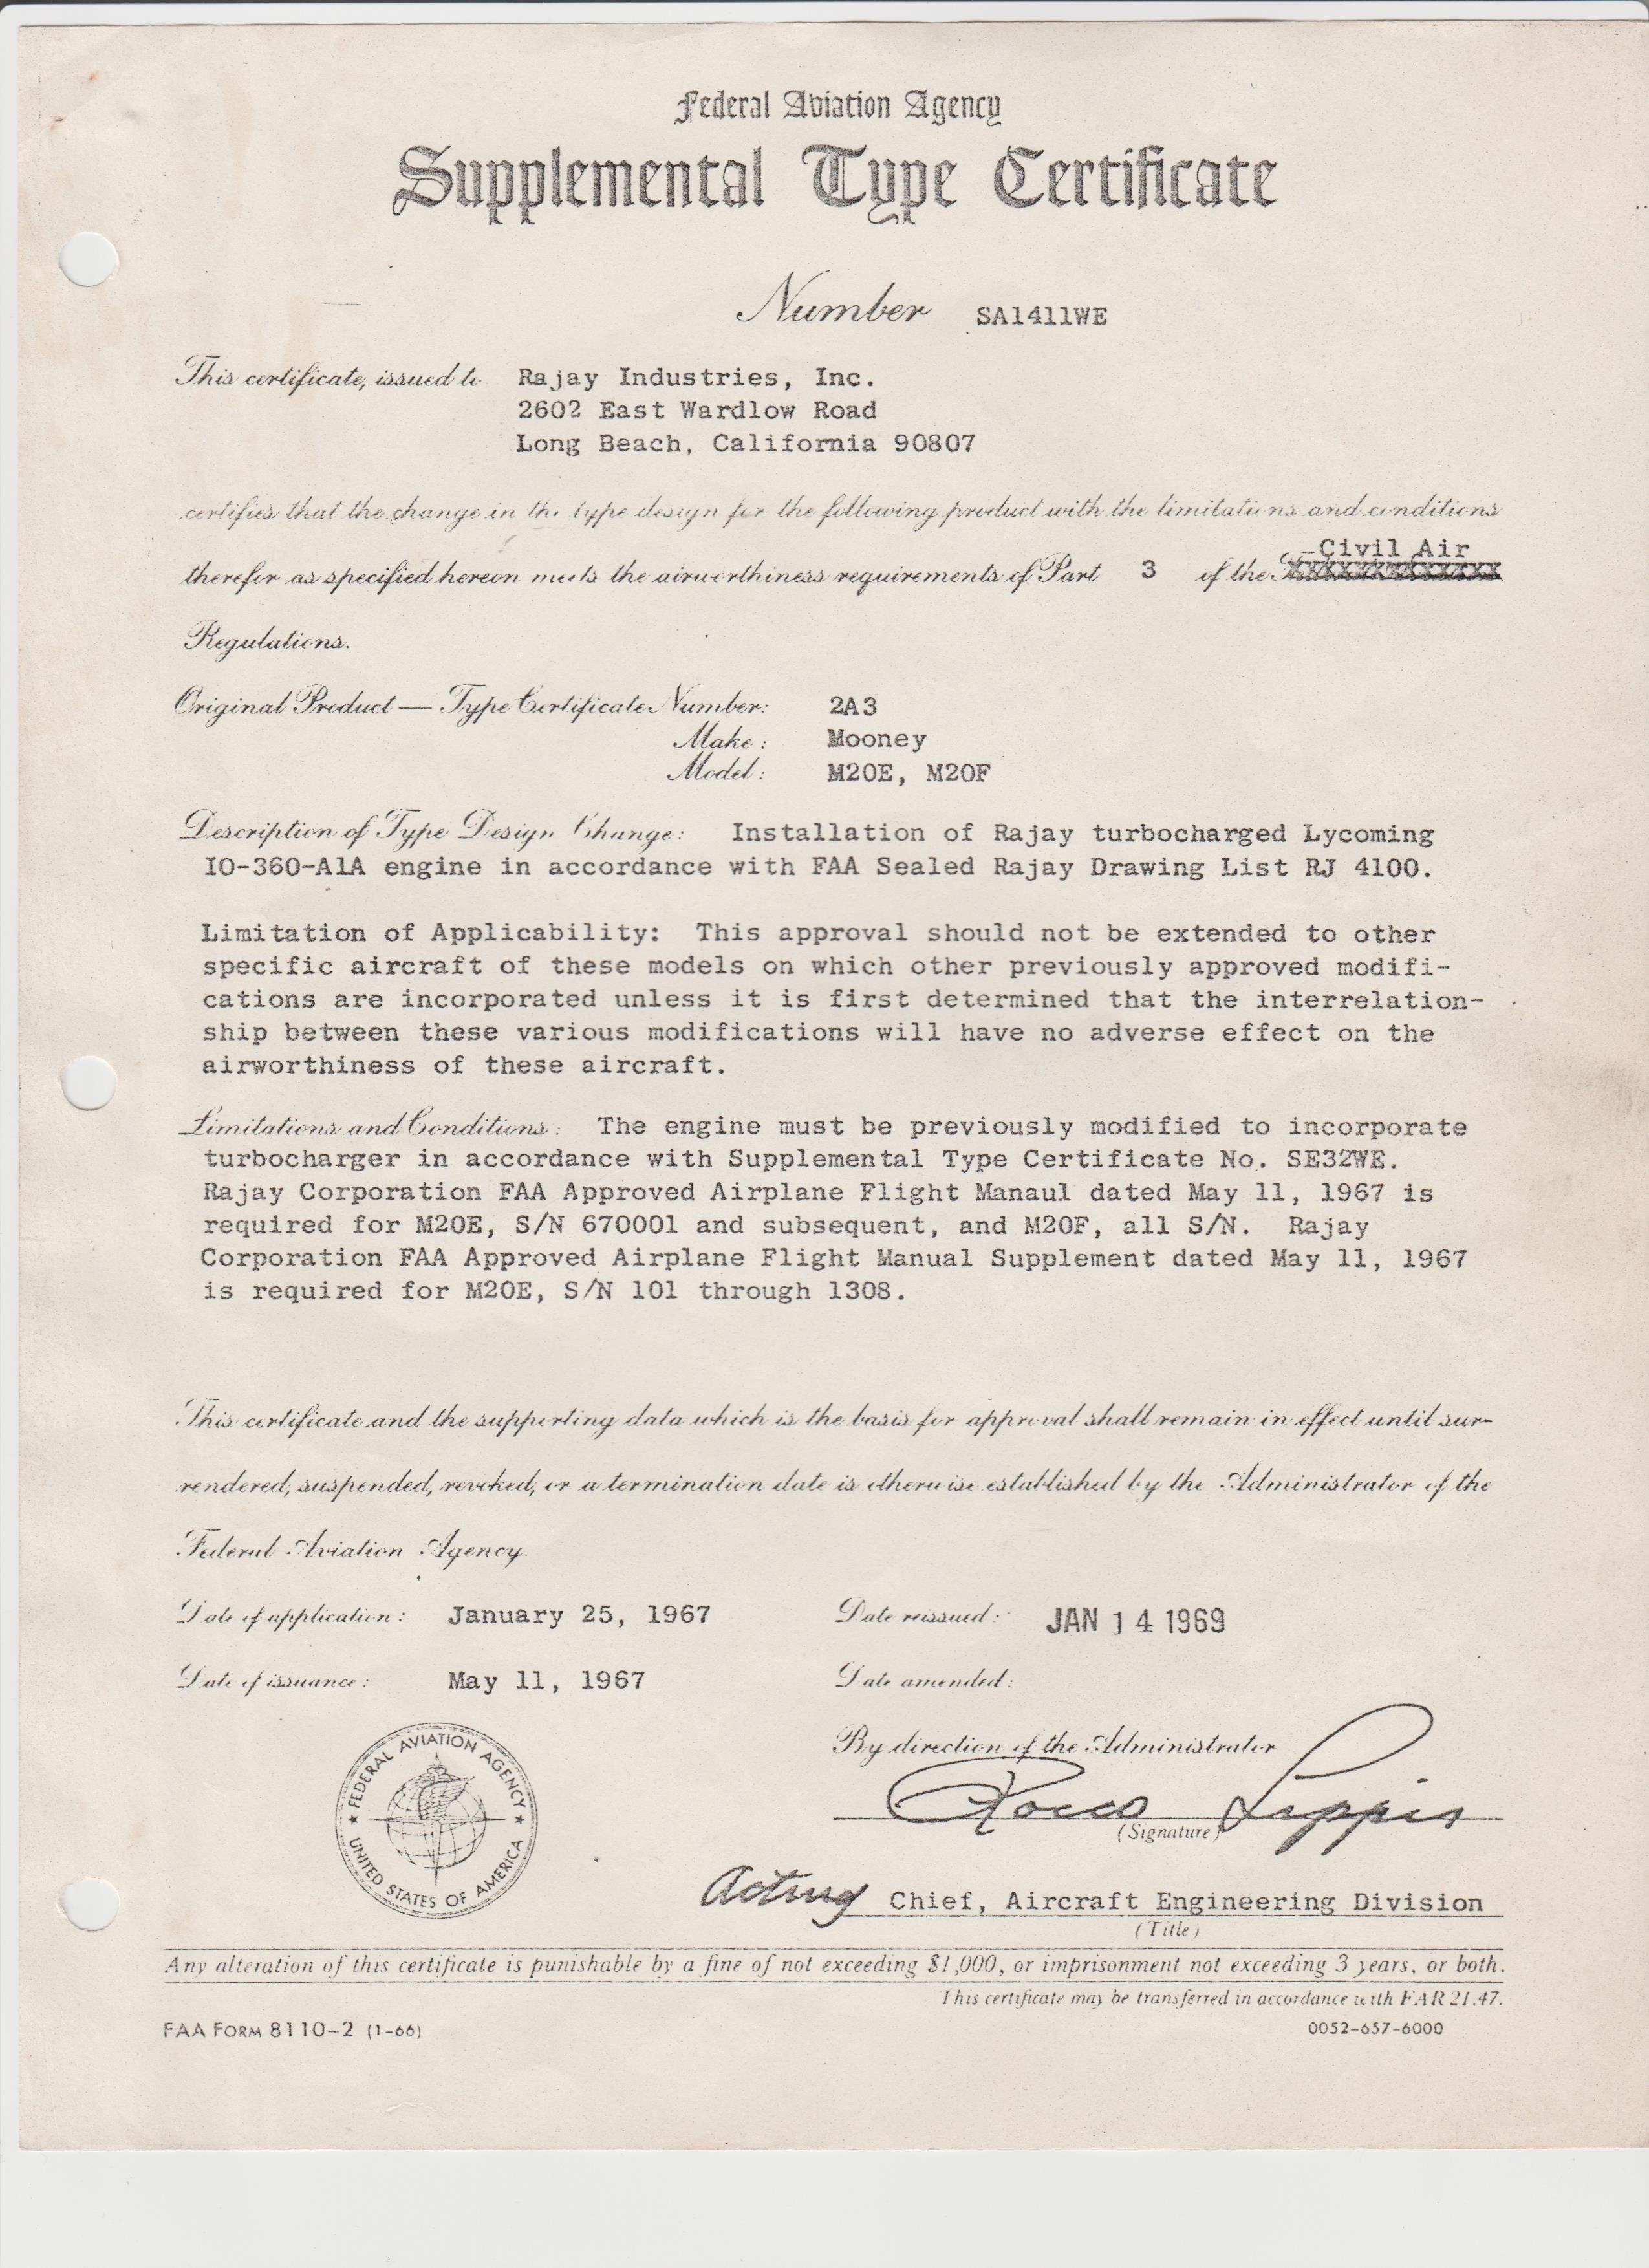 Federal Aviation Agency
Supplemental Type Certificate
Number SA1411WE
This certificate, issued to Rajay Industries, Inc.
2602 East Wardlow Road
Long Beach, California 90807
certifies that the change in the type design for the following product with the limitations and conditions
Civil Air
therefor as specified hereon meets the airworthiness requirements of Part 3 of the
Regulations.
Original Product — Type Certificate Number: 2A3
Make: Mooney
Model: M20E, M20F
Description of Type Design Change: Installation of Rajay turbocharged Lycoming
IO-360-A1A engine in accordance with FAA Sealed Rajay Drawing List RJ 4100.
Limitation of Applicability: This approval should not be extended to other
specific aircraft of these models on which other previously approved modifi-
cations are incorporated unless it is first determined that the interrelation-
ship between these various modifications will have no adverse effect on the
airworthiness of these aircraft.
Limitations and Conditions: The engine must be previously modified to incorporate
turbocharger in accordance with Supplemental Type Certificate No. SE32WE.
Rajay Corporation FAA Approved Airplane Flight Manaul dated May 11, 1967 is
required for M20E, S/N 670001 and subsequent, and M20F, all S/N. Rajay
Corporation FAA Approved Airplane Flight Manual Supplement dated May 11, 1967
is required for M20E, S/N 101 through 1308.
This certificate and the supporting data which is the basis for approval shall remain in effect until sur-
rendered, suspended, revoked, or a termination date is otherwise established by the Administrator of the
Federal Aviation Agency.
Date of application: January 25, 1967 Date reissued: JAN 14 1969
Date of issuance: May 11, 1967 Date amended:
FEDERAL AVIATION AGENCY
UNITED STATES OF AMERICA
By direction of the Administrator
Rocco Lippis
(Signature)
Acting Chief, Aircraft Engineering Division
(Title)
Any alteration of this certificate is punishable by a fine of not exceeding $1,000, or imprisonment not exceeding 3 years, or both.
This certificate may be transferred in accordance with FAR 21.47.
FAA FORM 8110-2 (1-66) 0052-657-6000